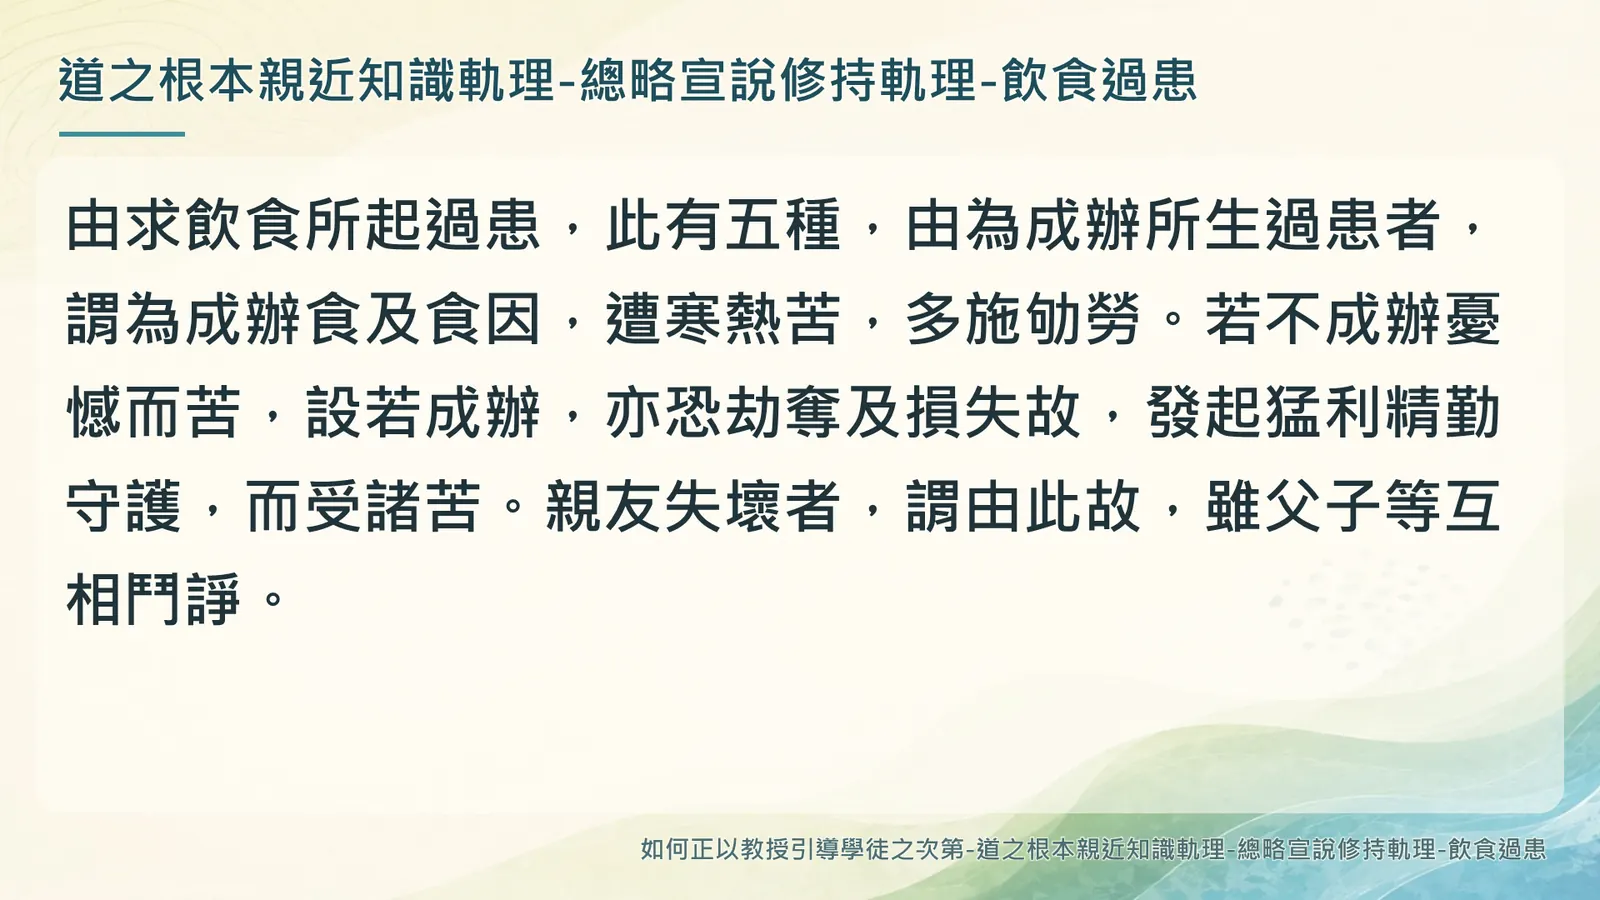 道之根本親近知識軌理-總略宣說修持軌理-飲食過患
由求飲食所起過患，此有五種，由為成辦所生過患者，
謂為成辦食及食因，遭寒熱苦，多施劬勞。若不成辦憂
憾而苦，設若成辦，亦恐劫奪及損失故，發起猛利精勤
守護，而受諸苦。親友失壞者，謂由此故，雖父子等互
相鬥諍。
如何正以教授引導學徒之次第-道之根本親近知識軌理-總略宣說修持軌理-飲食過患